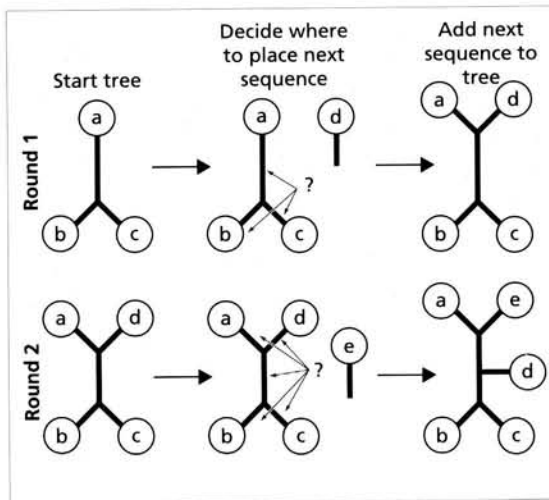 Start tree
Decide where
to place next
sequence
Add next
sequence to
tree
Round 1
a
b
c
a
d
?
b
c
a
d
b
c
Round 2
a
d
b
c
a
d
e
?
b
c
a
e
d
b
c